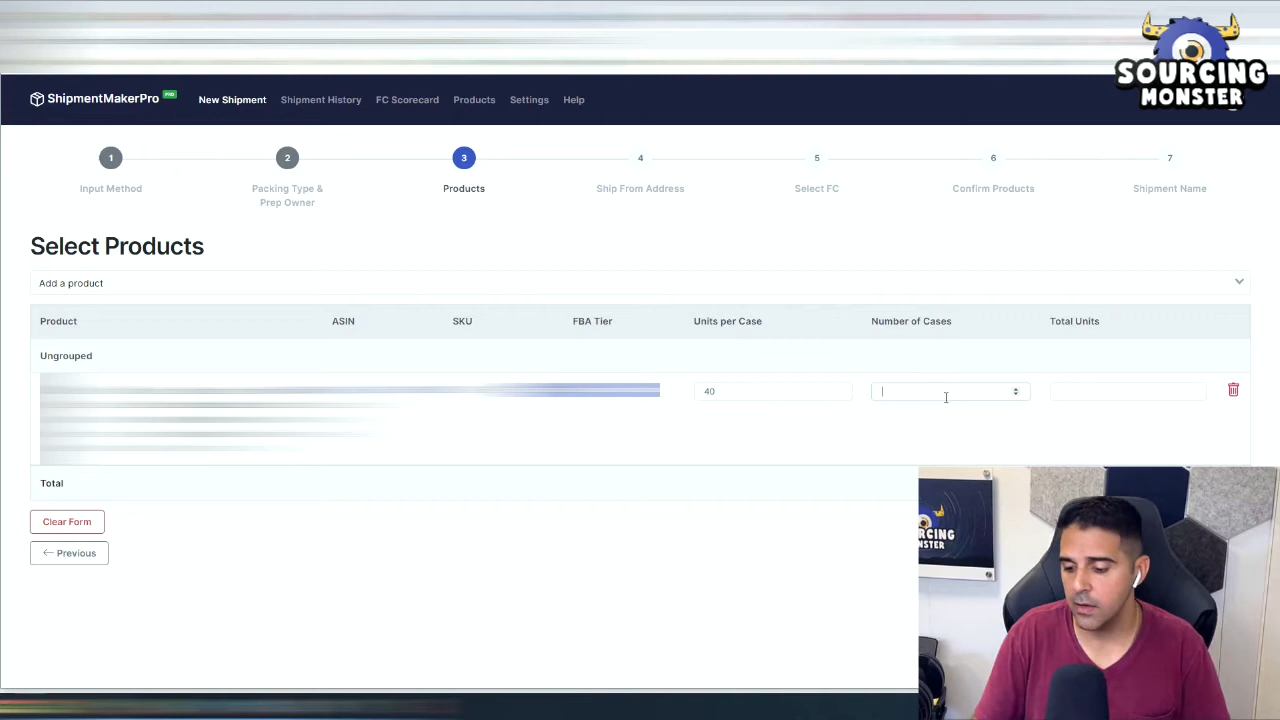 SOURCING
MONSTER
ShipmentMakerPro PRO
New Shipment
Shipment History
FC Scorecard
Products
Settings
Help
1
2
3
4
5
6
7
Input Method
Packing Type &
Prep Owner
Products
Ship From Address
Select FC
Confirm Products
Shipment Name
Select Products
Add a product
Product
ASIN
SKU
FBA Tier
Units per Case
Number of Cases
Total Units
Ungrouped
40
Total
Clear Form
← Previous